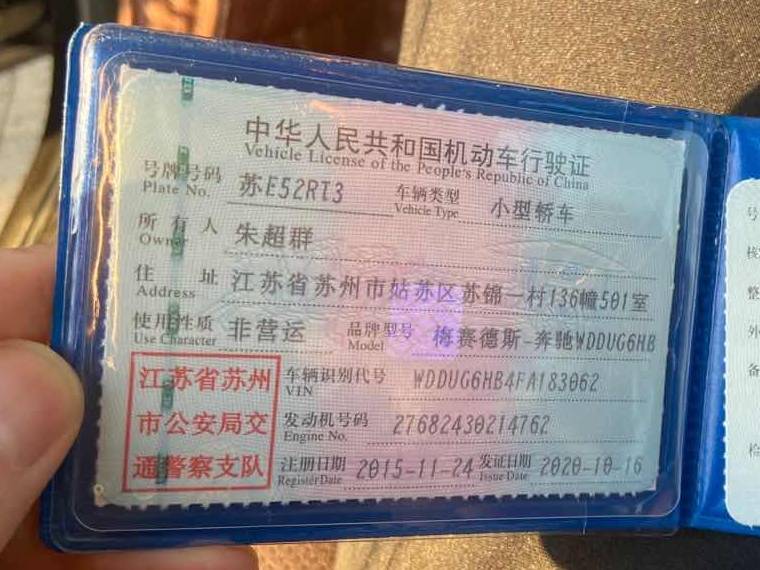 中华人民共和国机动车行驶证
Vehicle License of the People's Republic of China
号牌号码 苏E52RT3 车辆类型 小型轿车
Plate No. Vehicle Type
所有人 朱超群
Owner
住址 江苏省苏州市姑苏区苏锦一村136幢501室
Address
使用性质 非营运 品牌型号 梅赛德斯-奔驰WDDUG6HB
Use Character Model
江苏省苏州 车辆识别代号 WDDUG6HB4FA183062
VIN
市公安局交 发动机号码 27682430214762
Engine No.
通警察支队 注册日期 2015-11-24 发证日期 2020-10-16
Register Date Issue Date
号
核
整
外
备
检